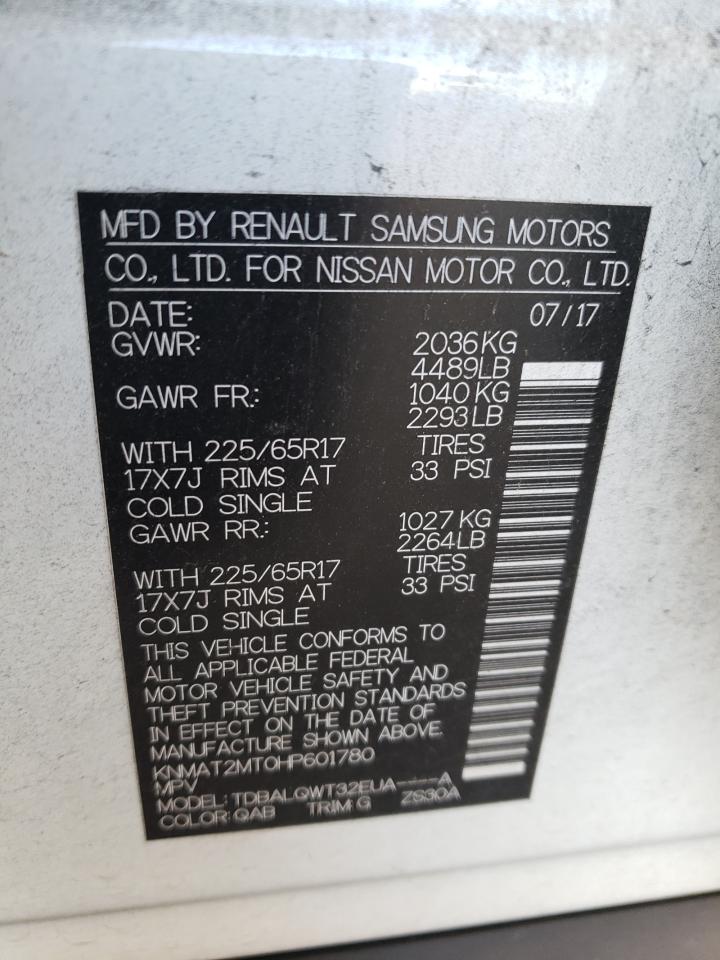 MFD BY RENAULT SAMSUNG MOTORS
CO., LTD. FOR NISSAN MOTOR CO., LTD.
DATE: 07/17
GVWR: 2036KG
4489LB
GAWR FR.: 1040KG
2293LB
WITH 225/65R17 TIRES
17X7J RIMS AT 33 PSI
COLD SINGLE
GAWR RR.: 1027KG
2264LB
WITH 225/65R17 TIRES
17X7J RIMS AT 33 PSI
COLD SINGLE
THIS VEHICLE CONFORMS TO
ALL APPLICABLE FEDERAL
MOTOR VEHICLE SAFETY AND
THEFT PREVENTION STANDARDS
IN EFFECT ON THE DATE OF
MANUFACTURE SHOWN ABOVE.
KNMAT2MT0HP601780
MPV
MODEL: TDBALQWT32EUA-----A
COLOR: QAB TRIM: G ZS30A